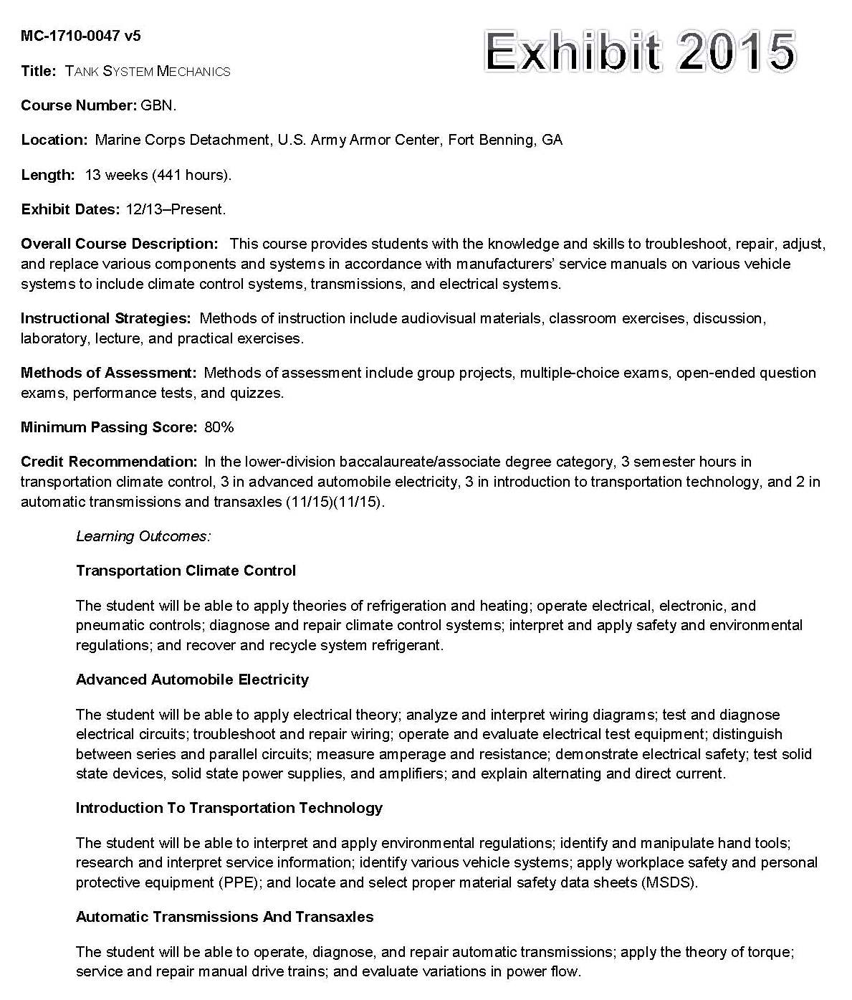 MC-1710-0047 v5
Exhibit 2015
Title: TANK SYSTEM MECHANICS
Course Number: GBN.
Location: Marine Corps Detachment, U.S. Army Armor Center, Fort Benning, GA
Length: 13 weeks (441 hours).
Exhibit Dates: 12/13–Present.
Overall Course Description: This course provides students with the knowledge and skills to troubleshoot, repair, adjust,
and replace various components and systems in accordance with manufacturers’ service manuals on various vehicle
systems to include climate control systems, transmissions, and electrical systems.
Instructional Strategies: Methods of instruction include audiovisual materials, classroom exercises, discussion,
laboratory, lecture, and practical exercises.
Methods of Assessment: Methods of assessment include group projects, multiple-choice exams, open-ended question
exams, performance tests, and quizzes.
Minimum Passing Score: 80%
Credit Recommendation: In the lower-division baccalaureate/associate degree category, 3 semester hours in
transportation climate control, 3 in advanced automobile electricity, 3 in introduction to transportation technology, and 2 in
automatic transmissions and transaxles (11/15)(11/15).
Learning Outcomes:
Transportation Climate Control
The student will be able to apply theories of refrigeration and heating; operate electrical, electronic, and
pneumatic controls; diagnose and repair climate control systems; interpret and apply safety and environmental
regulations; and recover and recycle system refrigerant.
Advanced Automobile Electricity
The student will be able to apply electrical theory; analyze and interpret wiring diagrams; test and diagnose
electrical circuits; troubleshoot and repair wiring; operate and evaluate electrical test equipment; distinguish
between series and parallel circuits; measure amperage and resistance; demonstrate electrical safety; test solid
state devices, solid state power supplies, and amplifiers; and explain alternating and direct current.
Introduction To Transportation Technology
The student will be able to interpret and apply environmental regulations; identify and manipulate hand tools;
research and interpret service information; identify various vehicle systems; apply workplace safety and personal
protective equipment (PPE); and locate and select proper material safety data sheets (MSDS).
Automatic Transmissions And Transaxles
The student will be able to operate, diagnose, and repair automatic transmissions; apply the theory of torque;
service and repair manual drive trains; and evaluate variations in power flow.